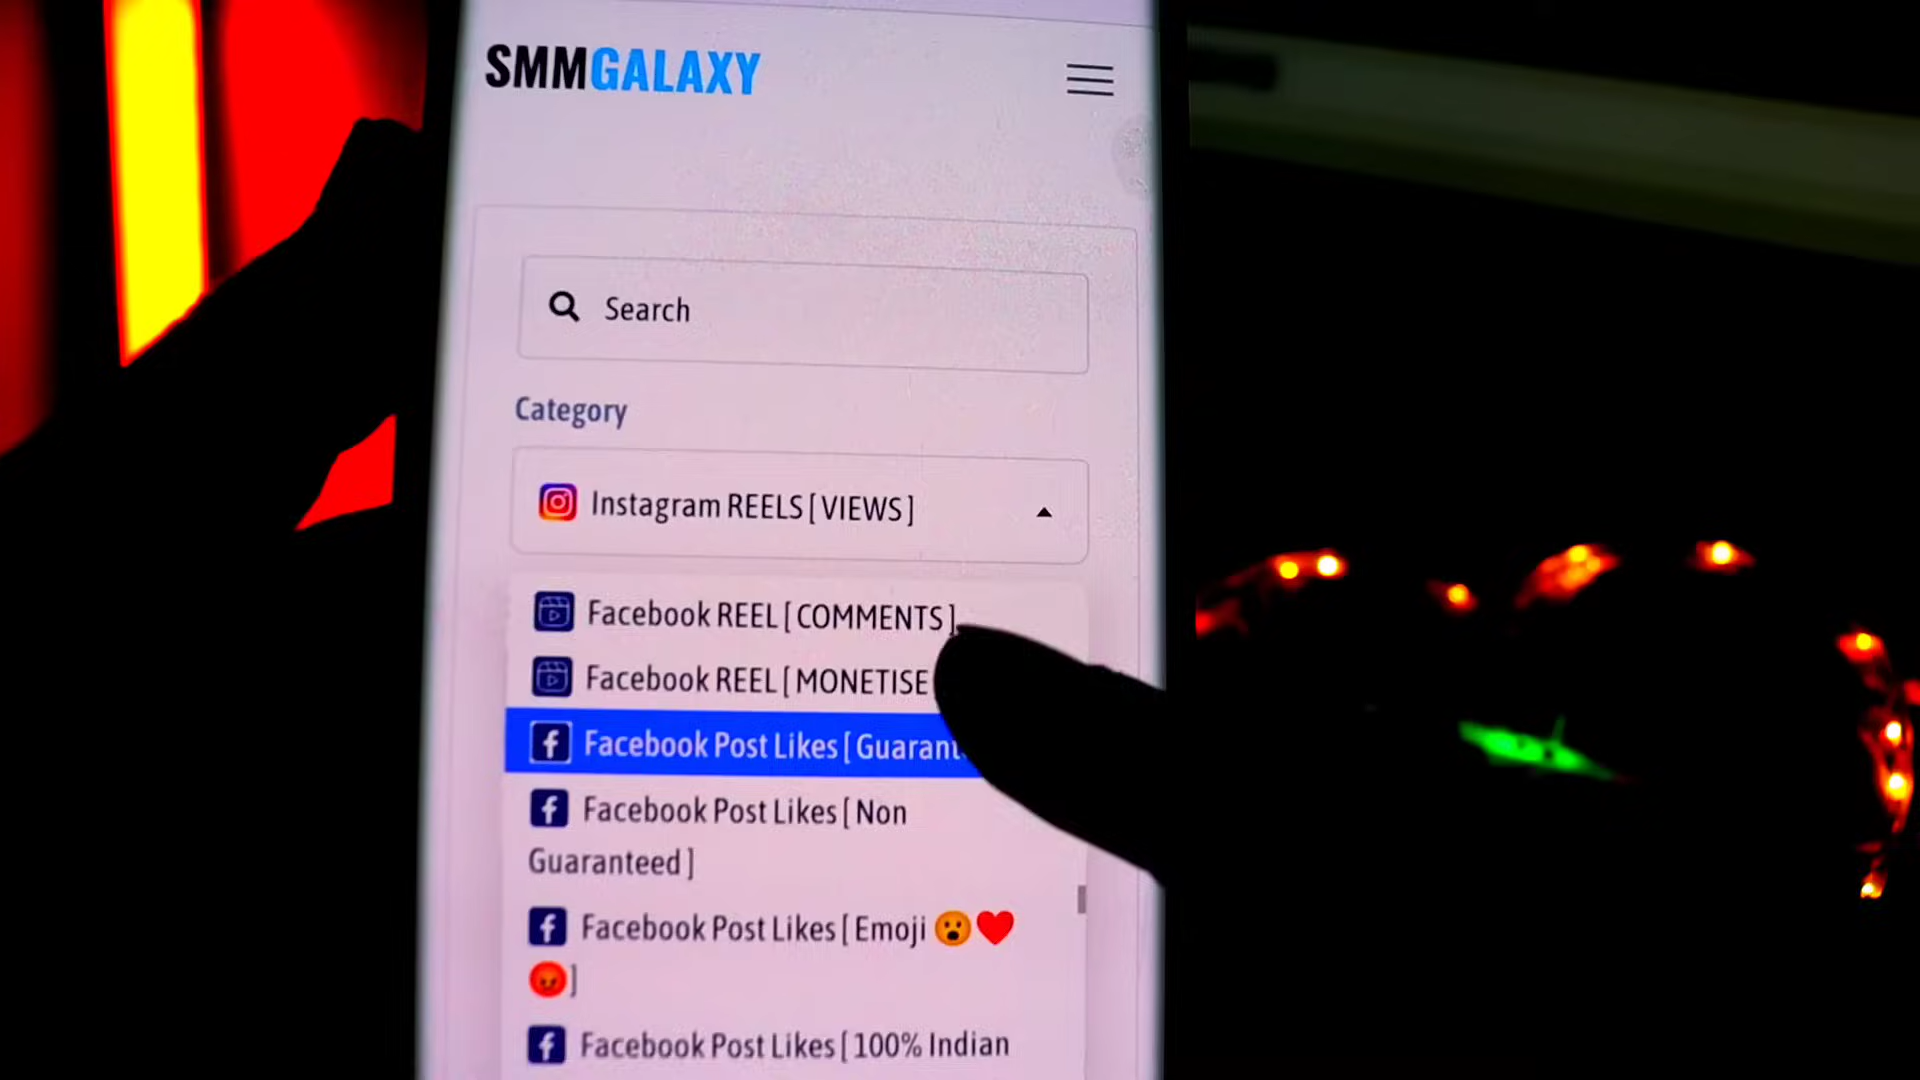 SMMGALAXY
Search
Category
Instagram REELS [ VIEWS ]
Facebook REEL [ COMMENTS ]
Facebook REEL [ MONETISE
Facebook Post Likes [
Facebook Post Likes [ Non
Guaranteed ]
Facebook Post Likes [ Emoji 😮❤️
😡 ]
Facebook Post Likes [ 100% Indian